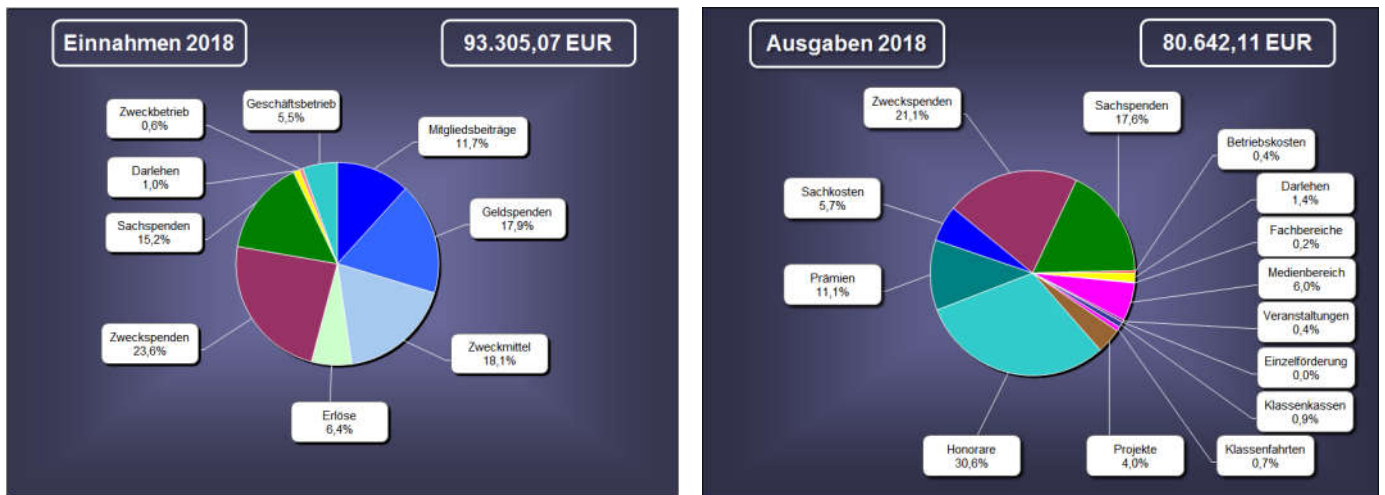 Einnahmen 2018
93.305,07 EUR
Geschäftsbetrieb
5,5%
Zweckbetrieb
0,6%
Mitgliedsbeiträge
11,7%
Darlehen
1,0%
Geldspenden
17,9%
Sachspenden
15,2%
Zweckspenden
23,6%
Zweckmittel
18,1%
Erlöse
6,4%
Ausgaben 2018
80.642,11 EUR
Zweckspenden
21,1%
Sachspenden
17,6%
Betriebskosten
0,4%
Sachkosten
5,7%
Darlehen
1,4%
Fachbereiche
0,2%
Prämien
11,1%
Medienbereich
6,0%
Veranstaltungen
0,4%
Einzelförderung
0,0%
Klassenkassen
0,9%
Honorare
30,6%
Projekte
4,0%
Klassenfahrten
0,7%